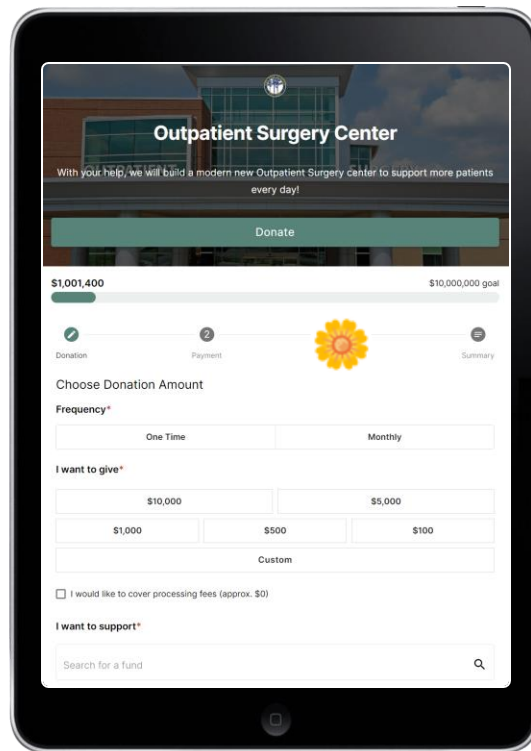 Outpatient Surgery Center
OUTPATIENT SURGERY
With your help, we will build a modern new Outpatient Surgery center to support more patients
every day!
Donate
$1,001,400 $10,000,000 goal
2
Donation Payment Summary
Choose Donation Amount
Frequency*
One Time Monthly
I want to give*
$10,000 $5,000
$1,000 $500 $100
Custom
I would like to cover processing fees (approx. $0)
I want to support*
Search for a fund